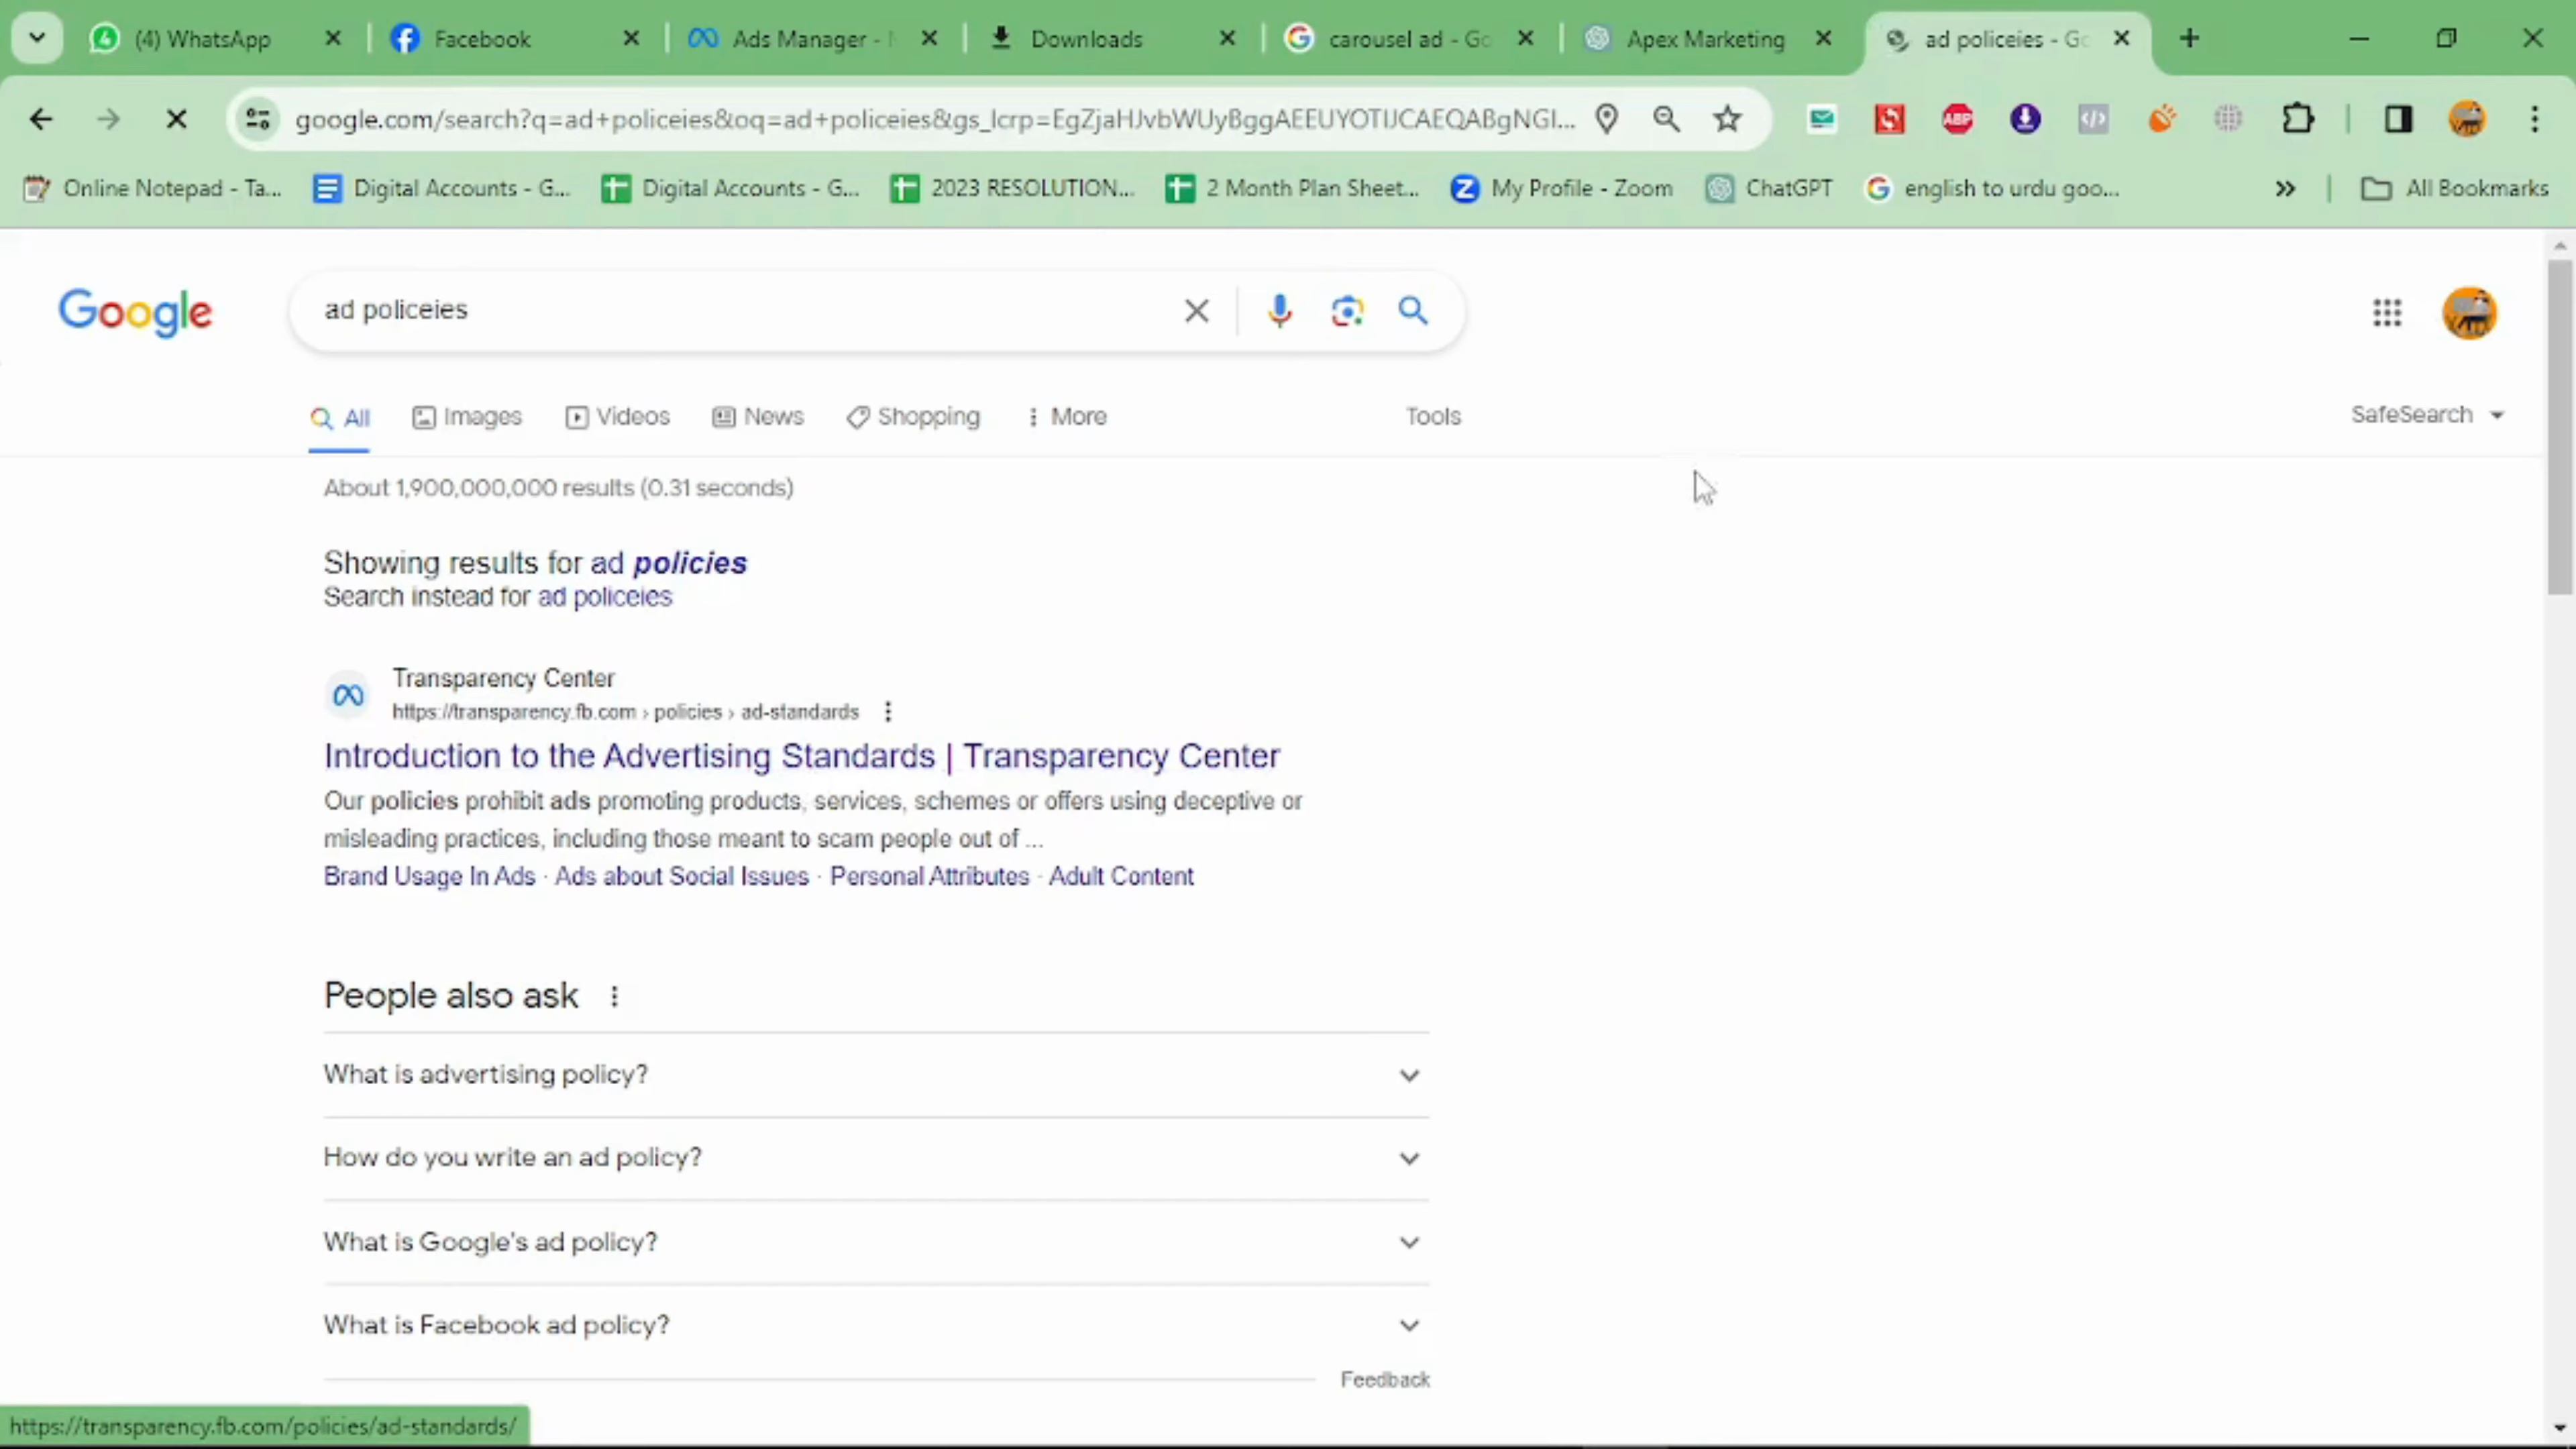 (4) WhatsApp
Facebook
Ads Manager -
Downloads
carousel ad - Go
Apex Marketing
ad policeies - Go
google.com/search?q=ad+policeies&oq=ad+policeies&gs_lcrp=EgZjaHJvbWUyBggAEEUYOTIJCAEQABgNGI...
Online Notepad - Ta...
Digital Accounts - G...
Digital Accounts - G...
2023 RESOLUTION...
2 Month Plan Sheet...
My Profile - Zoom
ChatGPT
english to urdu goo...
All Bookmarks
Google
ad policeies
All
Images
Videos
News
Shopping
More
Tools
SafeSearch
About 1,900,000,000 results (0.31 seconds)
Showing results for ad policies
Search instead for ad policeies
Transparency Center
https://transparency.fb.com › policies › ad-standards
Introduction to the Advertising Standards | Transparency Center
Our policies prohibit ads promoting products, services, schemes or offers using deceptive or
misleading practices, including those meant to scam people out of ...
Brand Usage In Ads · Ads about Social Issues · Personal Attributes · Adult Content
People also ask
What is advertising policy?
How do you write an ad policy?
What is Google's ad policy?
What is Facebook ad policy?
Feedback
https://transparency.fb.com/policies/ad-standards/